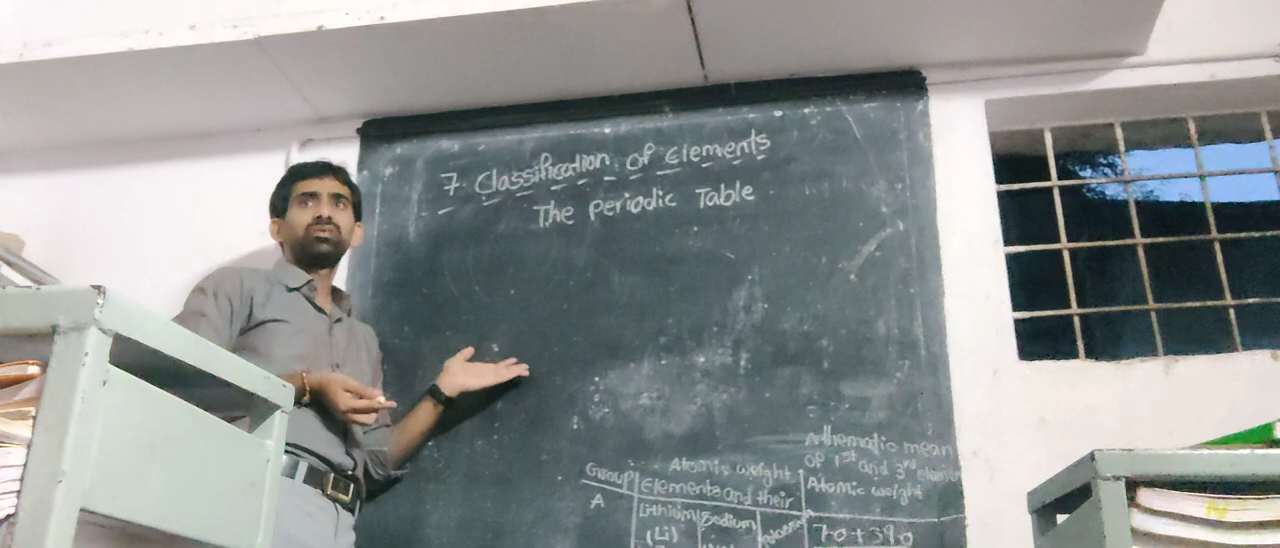 7 Classification of Elements
The Periodic Table
Arithematic mean
of 1st and 3rd
Group Atomic weight Atomic weight
Elements and their
A Lithium Sodium 7.0+39.0
(Li)